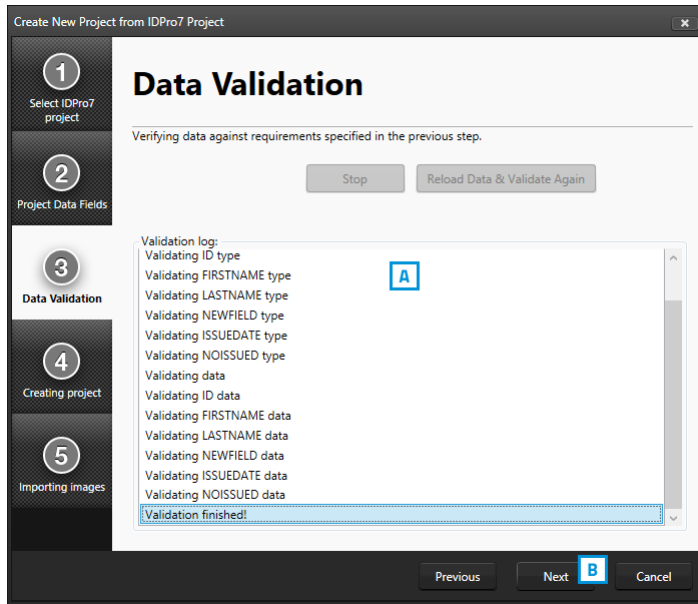 Create New Project from IDPro7 Project
1
Select IDPro7
project
2
Project Data Fields
3
Data Validation
4
Creating project
5
Importing images
Data Validation
Verifying data against requirements specified in the previous step.
Stop
Reload Data & Validate Again
Validation log:
Validating ID type
Validating FIRSTNAME type
A
Validating LASTNAME type
Validating NEWFIELD type
Validating ISSUEDATE type
Validating NOISSUED type
Validating data
Validating ID data
Validating FIRSTNAME data
Validating LASTNAME data
Validating NEWFIELD data
Validating ISSUEDATE data
Validating NOISSUED data
Validation finished!
Previous
Next
B
Cancel